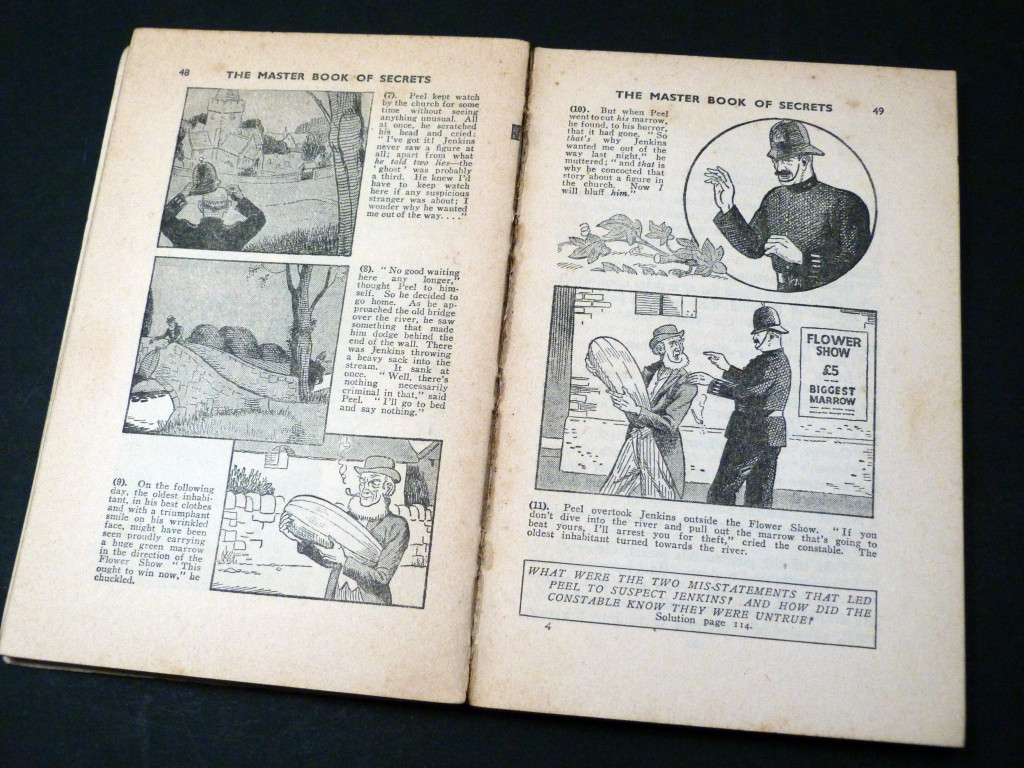 48
THE MASTER BOOK OF SECRETS
(7). Peel kept watch
by the church for some
time without seeing
anything unusual. All
at once, he scratched
his head and cried:
"I've got it! Jenkins
never saw a figure at
all; apart from what
he told two lies—the
'ghost' was probably
a third. He knew I'd
have to keep watch
here if any suspicious
stranger was about; I
wonder why he wanted
me out of the way...."
(8). "No good waiting
here any longer,"
thought Peel to him-
self. So he decided to
go home. As he ap-
proached the old bridge
over the river, he saw
something that made
him dodge behind the
end of the wall. There
was Jenkins throwing
a heavy sack into the
stream. It sank at
once. "Well, there's
nothing necessarily
criminal in that," said
Peel. "I'll go to bed
and say nothing."
(9). On the following
day, the oldest inhabi-
tant, in his best clothes
and with a triumphant
smile on his wrinkled
face, might have been
seen proudly carrying
a huge green marrow
in the direction of the
Flower Show "This
ought to win now," he
chuckled.
THE MASTER BOOK OF SECRETS
49
(10). But when Peel
went to cut his marrow,
he found, to his horror,
that it had gone. "So
that's why Jenkins
wanted me out of the
way last night," he
muttered; "and that is
why he concocted that
story about a figure in
the church. Now I
will bluff him."
FLOWER
SHOW
£5
BIGGEST
MARROW
(11). Peel overtook Jenkins outside the Flower Show. "If you
don't dive into the river and pull out the marrow that's going to
beat yours, I'll arrest you for theft," cried the constable. The
oldest inhabitant turned towards the river.
WHAT WERE THE TWO MIS-STATEMENTS THAT LED
PEEL TO SUSPECT JENKINS? AND HOW DID THE
CONSTABLE KNOW THEY WERE UNTRUE?
Solution page 114.
4